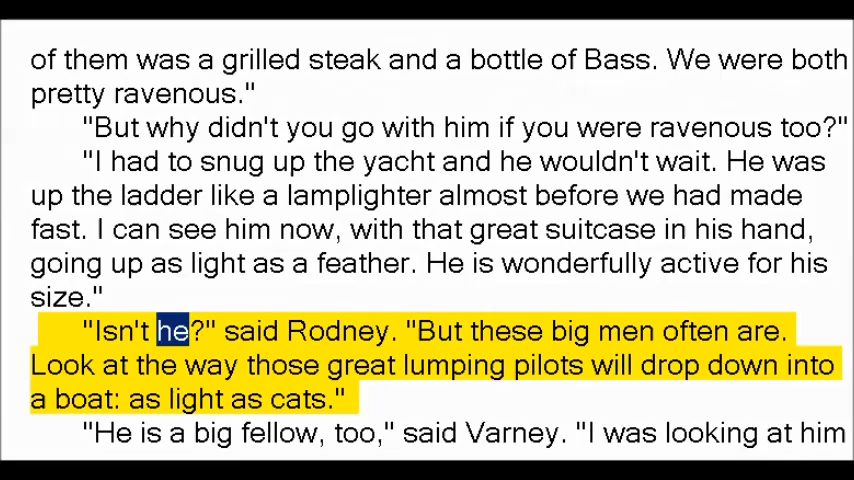 of them was a grilled steak and a bottle of Bass. We were both
pretty ravenous."
"But why didn't you go with him if you were ravenous too?"
"I had to snug up the yacht and he wouldn't wait. He was
up the ladder like a lamplighter almost before we had made
fast. I can see him now, with that great suitcase in his hand,
going up as light as a feather. He is wonderfully active for his
size."
"Isn't he?" said Rodney. "But these big men often are.
Look at the way those great lumping pilots will drop down into
a boat: as light as cats."
"He is a big fellow, too," said Varney. "I was looking at him